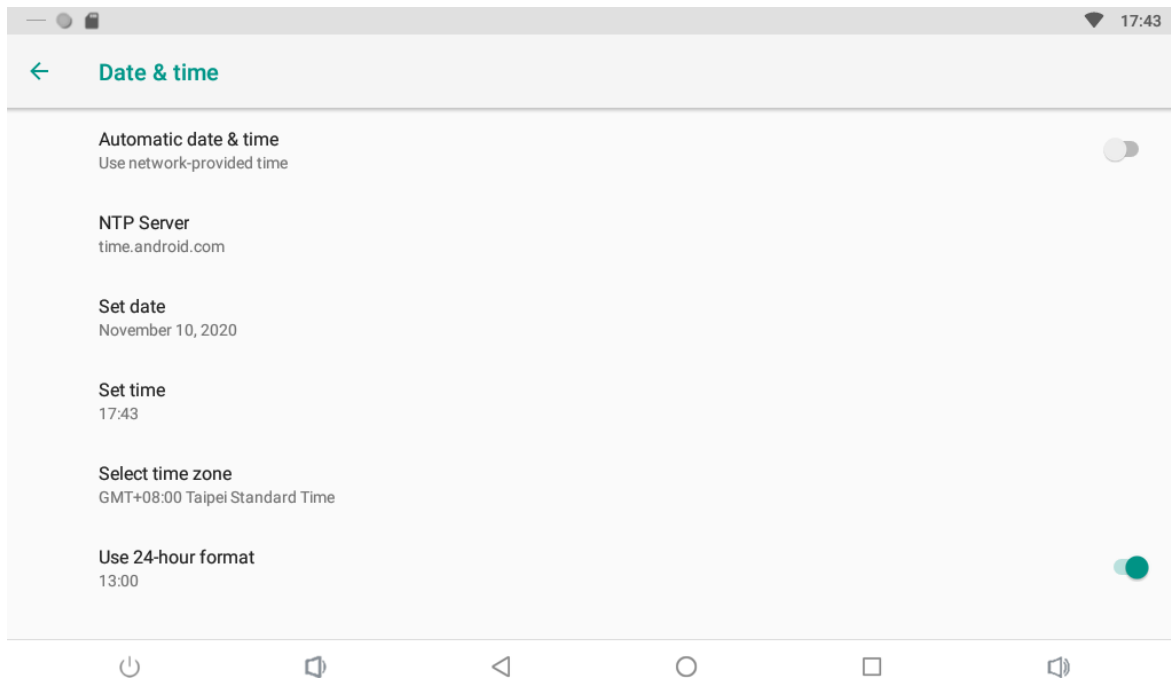 17:43
Date & time
Automatic date & time
Use network-provided time
NTP Server
time.android.com
Set date
November 10, 2020
Set time
17:43
Select time zone
GMT+08:00 Taipei Standard Time
Use 24-hour format
13:00